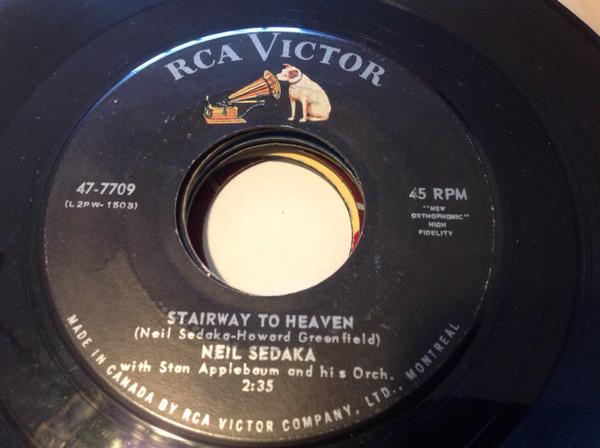 RCA VICTOR
47-7709
(L2PW-1503)
45 RPM
"NEW
ORTHOPHONIC"
HIGH
FIDELITY
STAIRWAY TO HEAVEN
(Neil Sedaka-Howard Greenfield)
NEIL SEDAKA
with Stan Applebaum and his Orch.
2:35
MADE IN CANADA BY RCA VICTOR COMPANY, LTD., MONTREAL